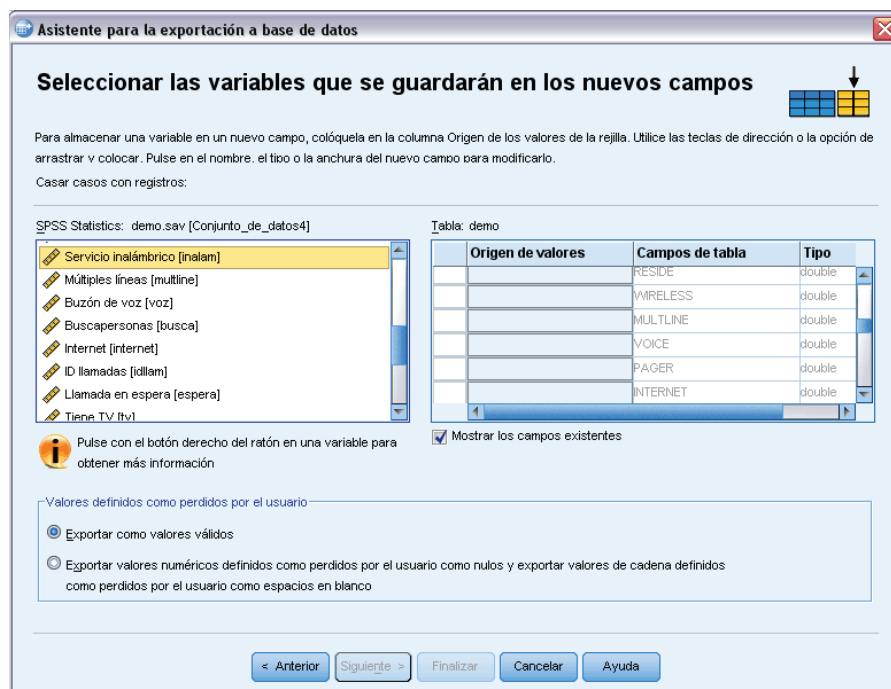 Asistente para la exportación a base de datos
Seleccionar las variables que se guardarán en los nuevos campos
Para almacenar una variable en un nuevo campo, colóquela en la columna Origen de los valores de la rejilla. Utilice las teclas de dirección o la opción de
arrastrar y colocar. Pulse en el nombre, el tipo o la anchura del nuevo campo para modificarlo.
Casar casos con registros:
SPSS Statistics: demo.sav [Conjunto_de_datos4]
Servicio inalámbrico [inalam]
Múltiples líneas [multline]
Buzón de voz [voz]
Buscapersonas [busca]
Internet [internet]
ID llamadas [idllam]
Llamada en espera [espera]
Tiene TV [tv]
Pulse con el botón derecho del ratón en una variable para
obtener más información
Tabla: demo
Origen de valores Campos de tabla Tipo
RESIDE double
WIRELESS double
MULTLINE double
VOICE double
PAGER double
INTERNET double
Mostrar los campos existentes
Valores definidos como perdidos por el usuario
Exportar como valores válidos
Exportar valores numéricos definidos como perdidos por el usuario como nulos y exportar valores de cadena definidos
como perdidos por el usuario como espacios en blanco
< Anterior Siguiente > Finalizar Cancelar Ayuda